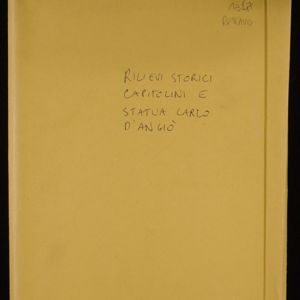 RILIEVI STORICI
CAPITOLINI E
STATUA CARLO
D'ANGIÒ